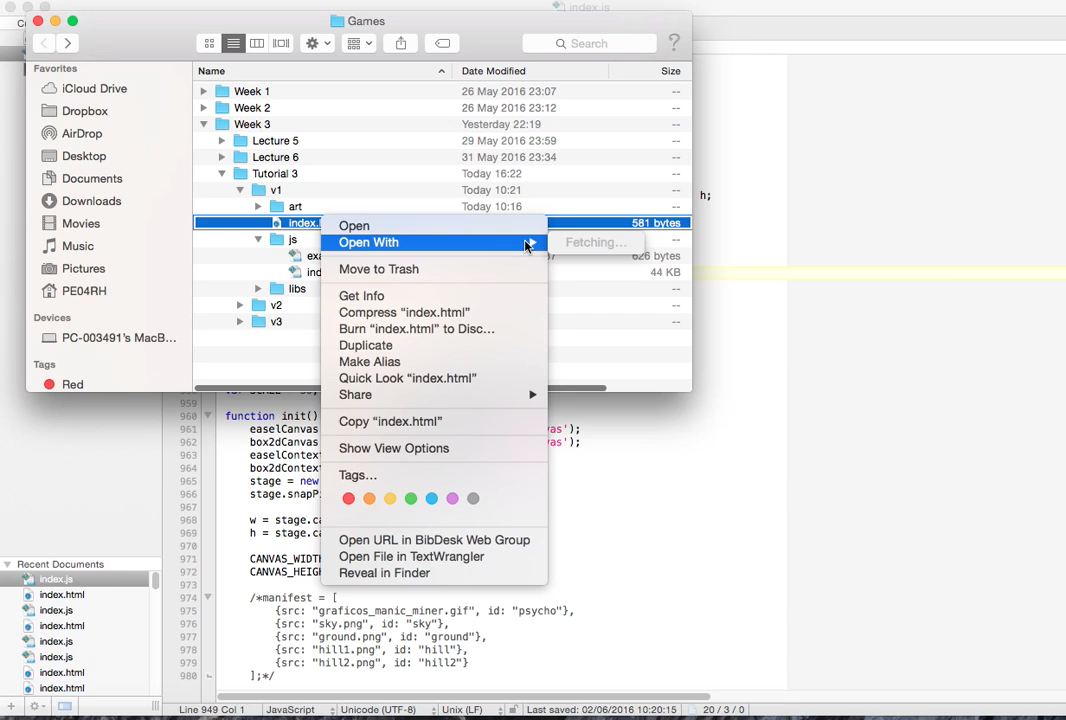 index.js
Games
Search
?
Favorites
iCloud Drive
Dropbox
AirDrop
Desktop
Documents
Downloads
Movies
Music
Pictures
PE04RH
Devices
PC-003491's MacB...
Tags
Red
Name Date Modified Size
Week 1 26 May 2016 23:07 --
Week 2 26 May 2016 23:12 --
Week 3 Yesterday 22:19 --
Lecture 5 29 May 2016 23:59 --
Lecture 6 31 May 2016 23:34 --
Tutorial 3 Today 16:22 --
v1 Today 10:21 --
art Today 10:16 --
581 bytes
js
626 bytes
44 KB
libs --
v2 --
v3 --
h;
Open
Open With
Fetching...
Move to Trash
Get Info
Compress “index.html”
Burn “index.html” to Disc...
Duplicate
Make Alias
Quick Look “index.html”
Share
Copy “index.html”
Show View Options
Tags...
Open URL in BibDesk Web Group
Open File in TextWrangler
Reveal in Finder
959
960 function init()
961 easelCanvas vas');
962 box2dCanvas vas');
963
964
965 stage = new
966
967
968
969
970
971
972
973
974 /*manifest = [
975 {src: "graficos_manic_miner.gif", id: "psycho"},
976 {src: "sky.png", id: "sky"},
977 {src: "ground.png", id: "ground"},
978 {src: "hill1.png", id: "hill"},
979 {src: "hill2.png", id: "hill2"}
980 ];*/
Recent Documents
index.js
index.html
index.js
index.html
index.js
index.js
index.html
index.html
Line 949 Col 1 JavaScript Unicode (UTF-8) Unix (LF) Last saved: 02/06/2016 10:20:15 20 / 3 / 0